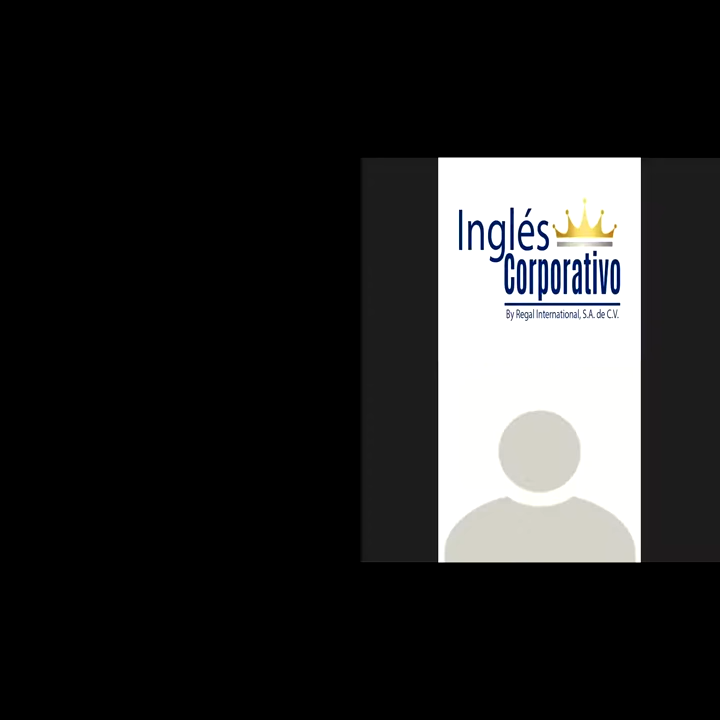 Inglés
Corporativo
By Regal International, S.A. de C.V.